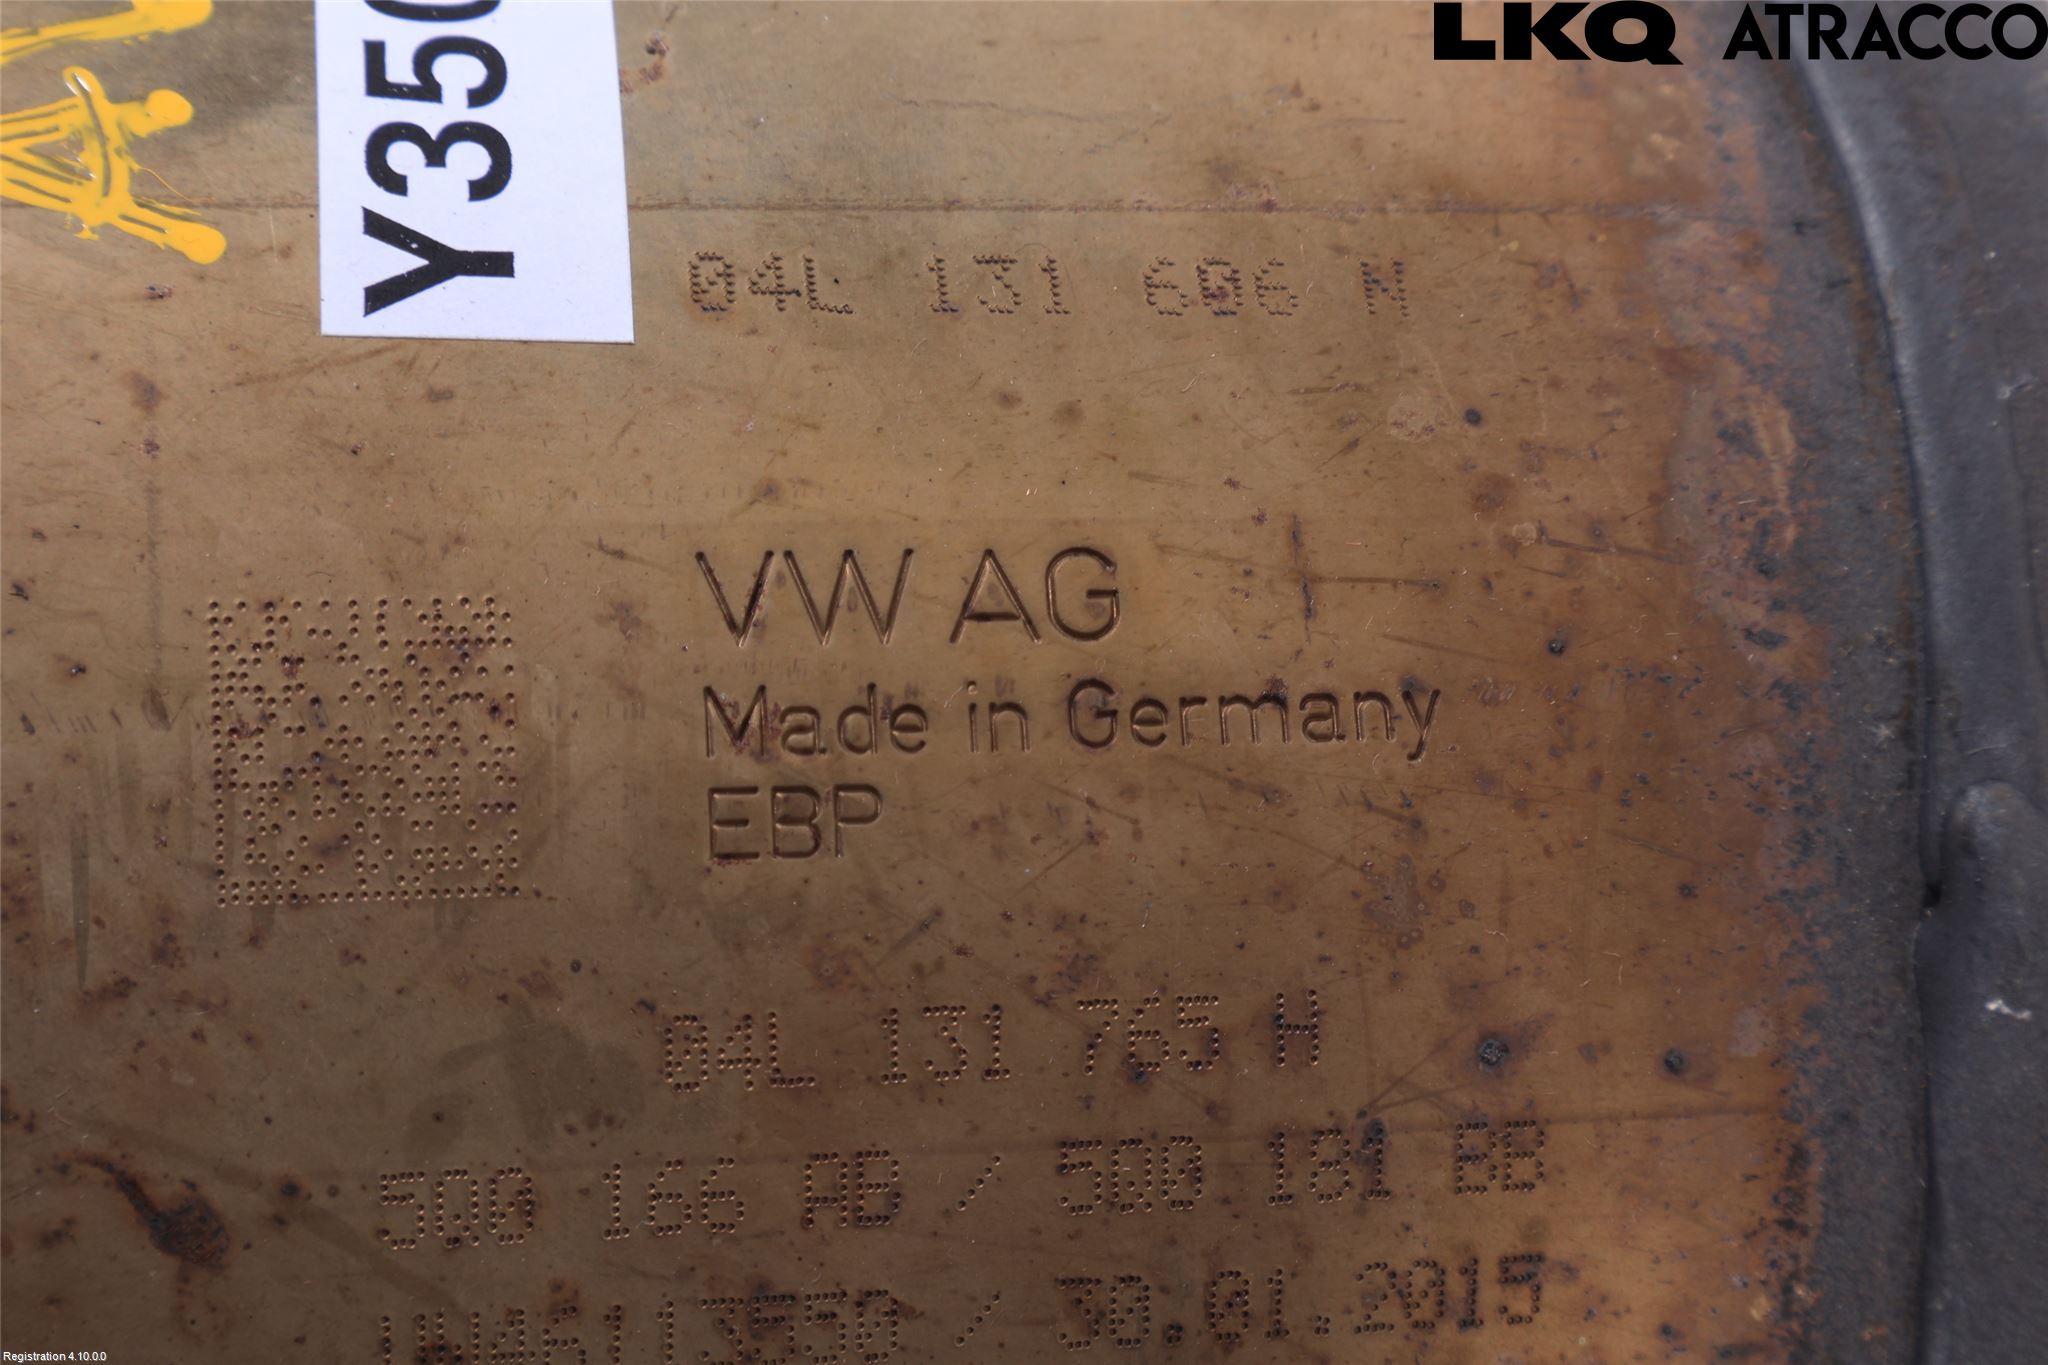 LKQ ATRACCO
Y350
04L 131 606 N
VW AG
Made in Germany
EBP
04L 131 765 H
5Q0 166 AB / 5Q0 181 BB
/ 30.01.2015
Registration 4.10.0.0